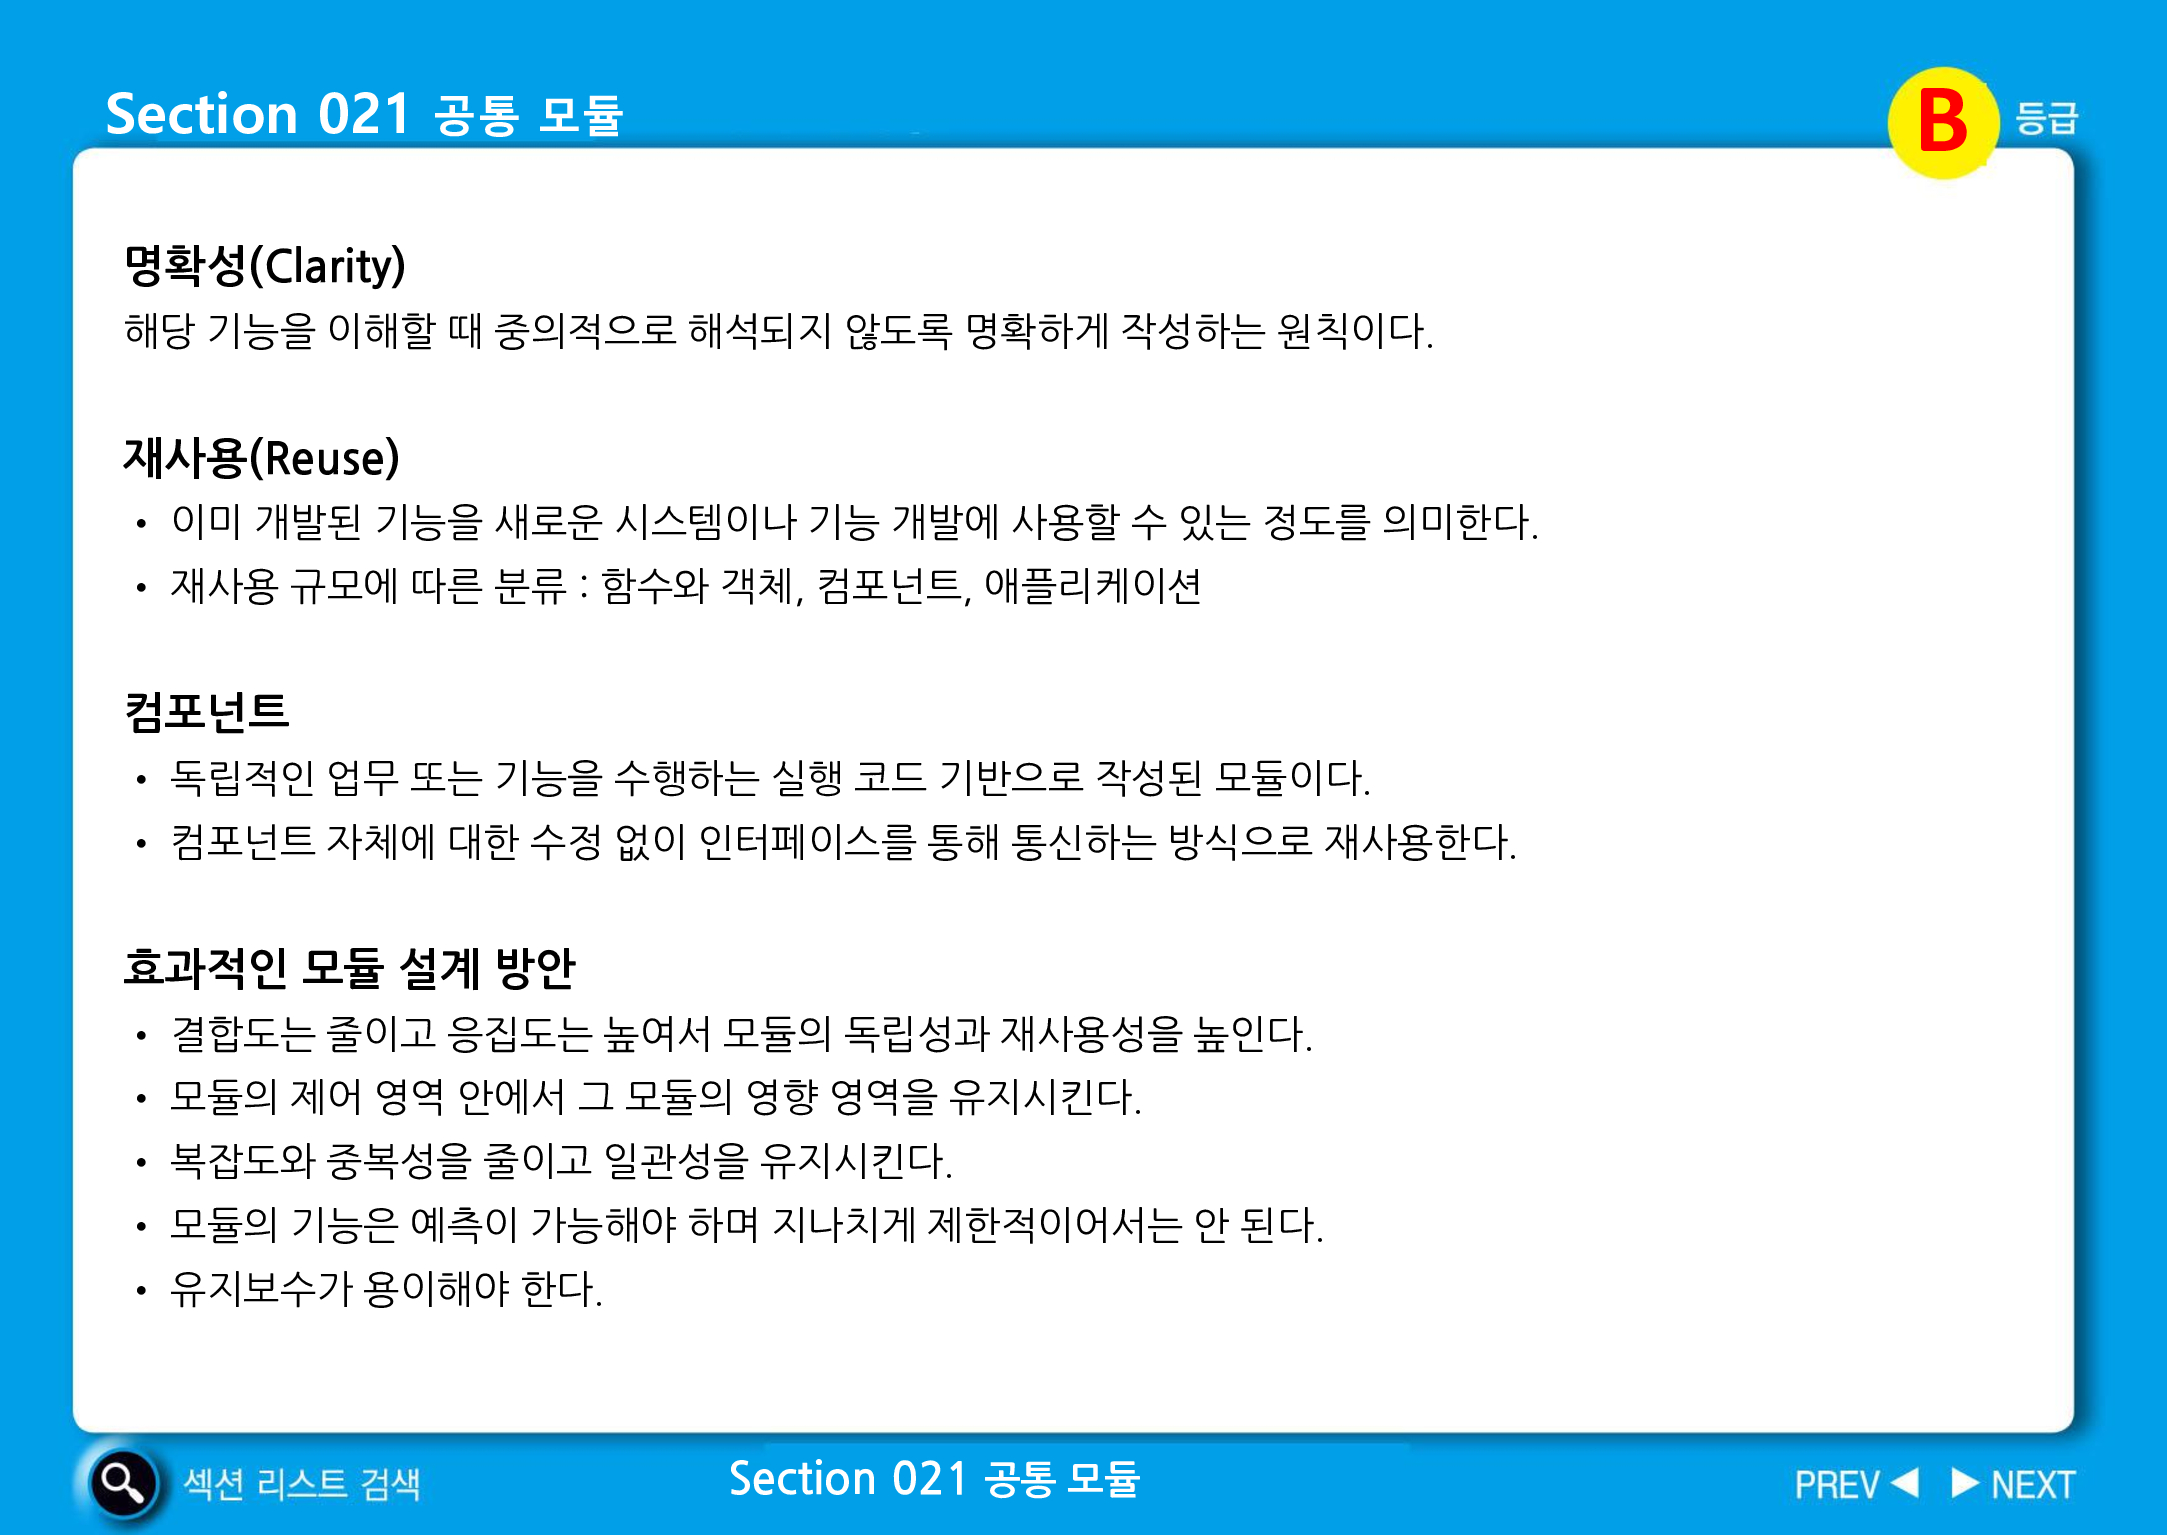 Section 021 공통 모듈
B 등급
명확성(Clarity)
해당 기능을 이해할 때 중의적으로 해석되지 않도록 명확하게 작성하는 원칙이다.
재사용(Reuse)
• 이미 개발된 기능을 새로운 시스템이나 기능 개발에 사용할 수 있는 정도를 의미한다.
• 재사용 규모에 따른 분류 : 함수와 객체, 컴포넌트, 애플리케이션
컴포넌트
• 독립적인 업무 또는 기능을 수행하는 실행 코드 기반으로 작성된 모듈이다.
• 컴포넌트 자체에 대한 수정 없이 인터페이스를 통해 통신하는 방식으로 재사용한다.
효과적인 모듈 설계 방안
• 결합도는 줄이고 응집도는 높여서 모듈의 독립성과 재사용성을 높인다.
• 모듈의 제어 영역 안에서 그 모듈의 영향 영역을 유지시킨다.
• 복잡도와 중복성을 줄이고 일관성을 유지시킨다.
• 모듈의 기능은 예측이 가능해야 하며 지나치게 제한적이어서는 안 된다.
• 유지보수가 용이해야 한다.
섹션 리스트 검색
Section 021 공통 모듈
PREV ◀ ▶ NEXT